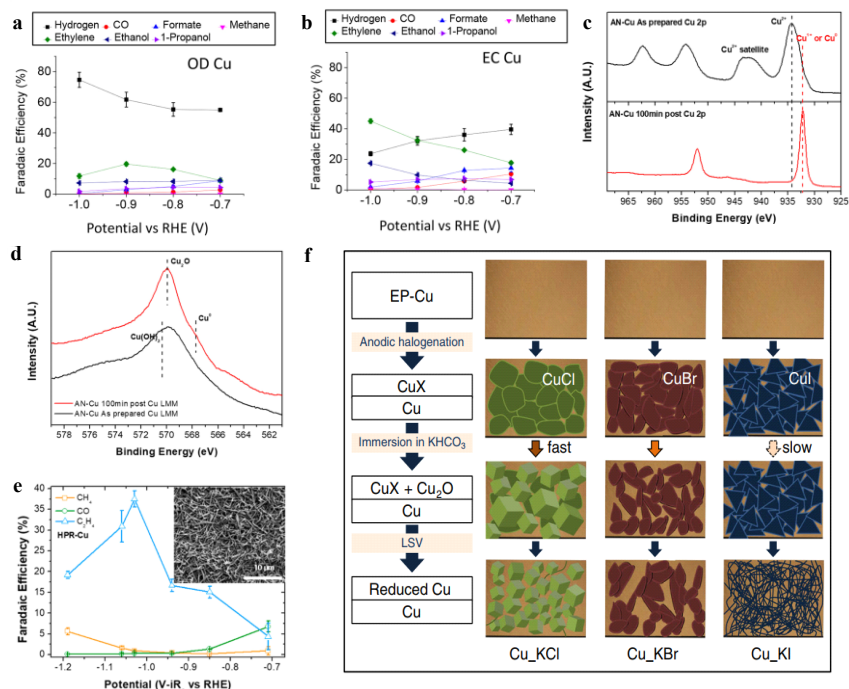 a
Hydrogen CO Formate Methane
Ethylene Ethanol 1-Propanol
OD Cu
Faradaic Efficiency (%)
80
60
40
20
0
-1.0 -0.9 -0.8 -0.7
Potential vs RHE (V)
b
Hydrogen CO Formate Methane
Ethylene Ethanol 1-Propanol
EC Cu
Faradaic Efficiency (%)
80
60
40
20
0
-1.0 -0.9 -0.8 -0.7
Potential vs RHE (V)
c
AN-Cu As prepared Cu 2p
Cu²⁺
Cu²⁺ satellite
Cu¹⁺ or Cu⁰
AN-Cu 100min post Cu 2p
Intensity (A.U.)
965 960 955 950 945 940 935 930 925
Binding Energy (eV)
d
Cu₂O
Cu⁰
Cu(OH)₂
AN-Cu 100min post Cu LMM
AN-Cu As prepared Cu LMM
Intensity (A.U.)
578 576 574 572 570 568 566 564 562
Binding Energy (eV)
e
CH₄
CO
C₂H₄
HPR-Cu
10 μm
Faradaic Efficiency (%)
40
35
30
25
20
15
10
5
0
-1.2 -1.1 -1.0 -0.9 -0.8 -0.7
Potential (V-iR vs RHE)
f
EP-Cu
Anodic halogenation
CuX
Cu
Immersion in KHCO₃
CuX + Cu₂O
Cu
LSV
Reduced Cu
Cu
CuCl CuBr CuI
fast slow
Cu_KCl Cu_KBr Cu_KI